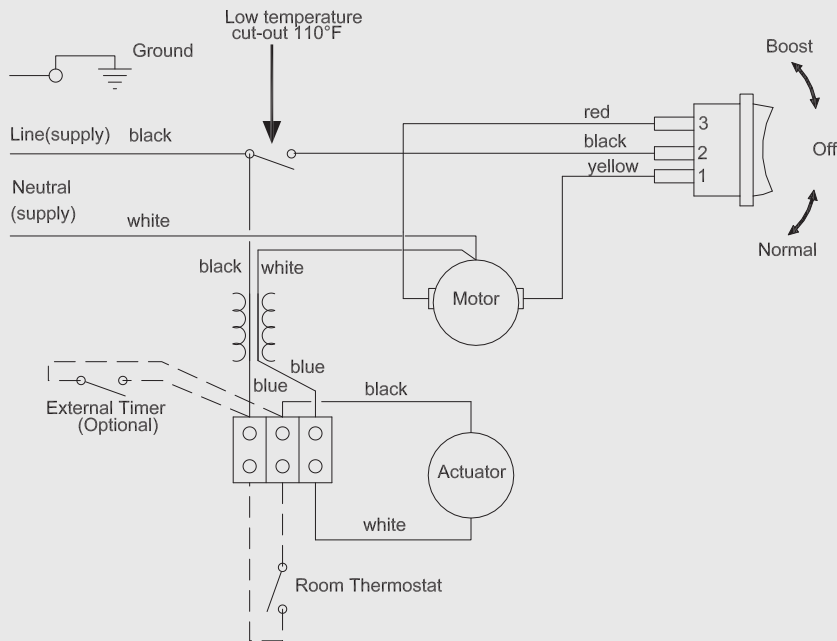 Low temperature
cut-out 110°F
Ground
Boost
red
3
Line(supply) black
black
2
Off
yellow
1
Neutral
(supply)
white
Normal
black
white
Motor
blue
blue
black
External Timer
(Optional)
Actuator
white
Room Thermostat